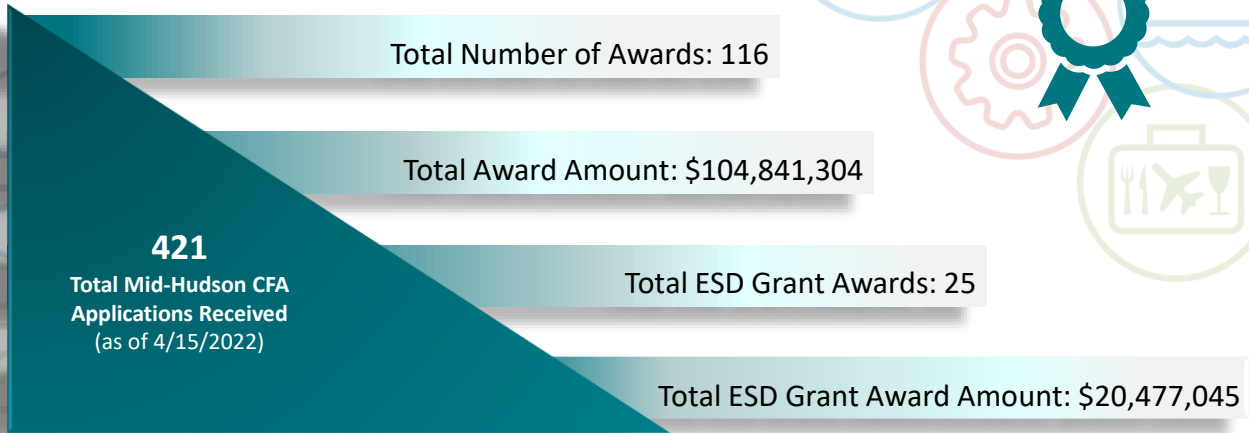 Total Number of Awards: 116
Total Award Amount: $104,841,304
421
Total Mid-Hudson CFA
Applications Received
(as of 4/15/2022)
Total ESD Grant Awards: 25
Total ESD Grant Award Amount: $20,477,045